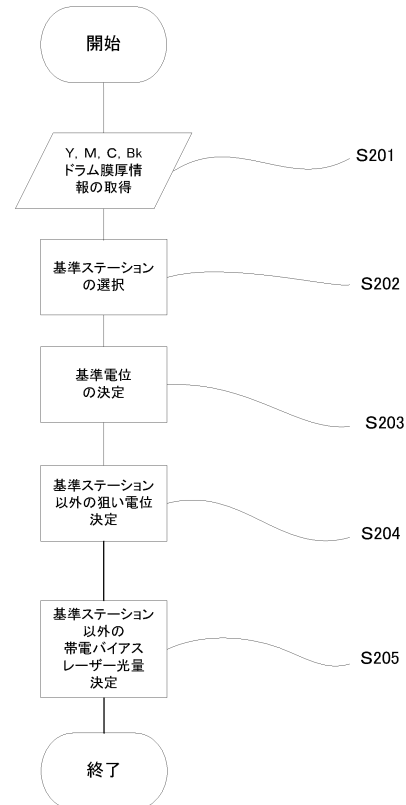 開始
Y, M, C, Bk
ドラム膜厚情
報の取得
S201
基準ステーション
の選択
S202
基準電位
の決定
S203
基準ステーション
以外の狙い電位
決定
S204
基準ステーション
以外の
帯電バイアス
レーザー光量
決定
S205
終了